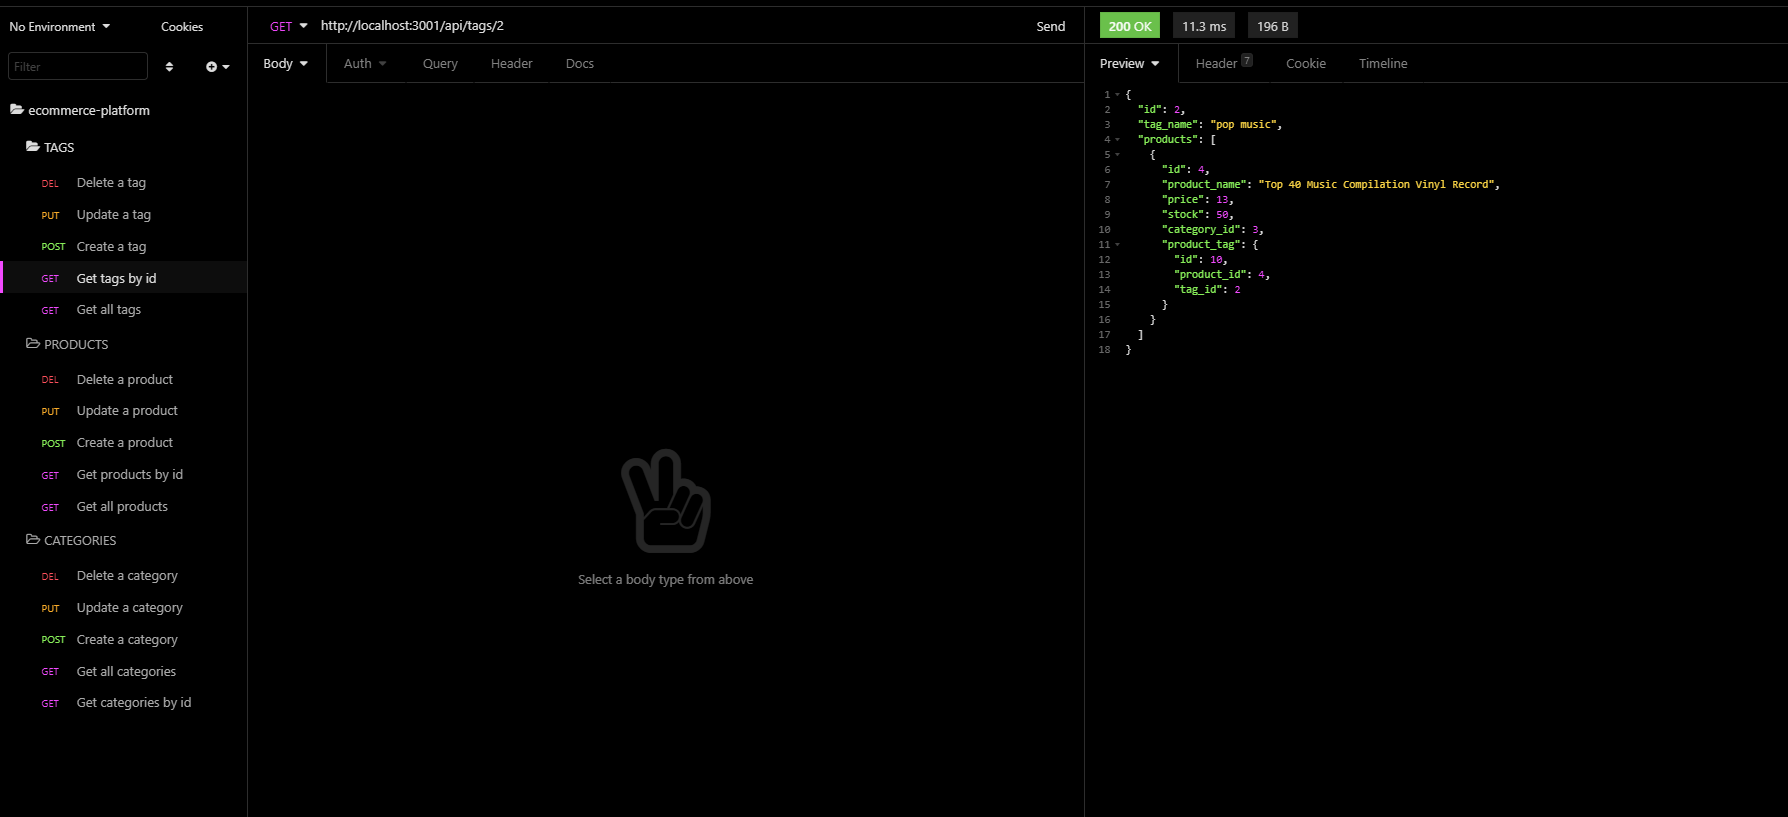 No Environment
Cookies
Filter
ecommerce-platform
TAGS
DEL Delete a tag
PUT Update a tag
POST Create a tag
GET Get tags by id
GET Get all tags
PRODUCTS
DEL Delete a product
PUT Update a product
POST Create a product
GET Get products by id
GET Get all products
CATEGORIES
DEL Delete a category
PUT Update a category
POST Create a category
GET Get all categories
GET Get categories by id
GET http://localhost:3001/api/tags/2 Send
Body Auth Query Header Docs
Select a body type from above
200 OK 11.3 ms 196 B
Preview Header 7 Cookie Timeline
1 {
2 "id": 2,
3 "tag_name": "pop music",
4 "products": [
5 {
6 "id": 4,
7 "product_name": "Top 40 Music Compilation Vinyl Record",
8 "price": 13,
9 "stock": 50,
10 "category_id": 3,
11 "product_tag": {
12 "id": 10,
13 "product_id": 4,
14 "tag_id": 2
15 }
16 }
17 ]
18 }